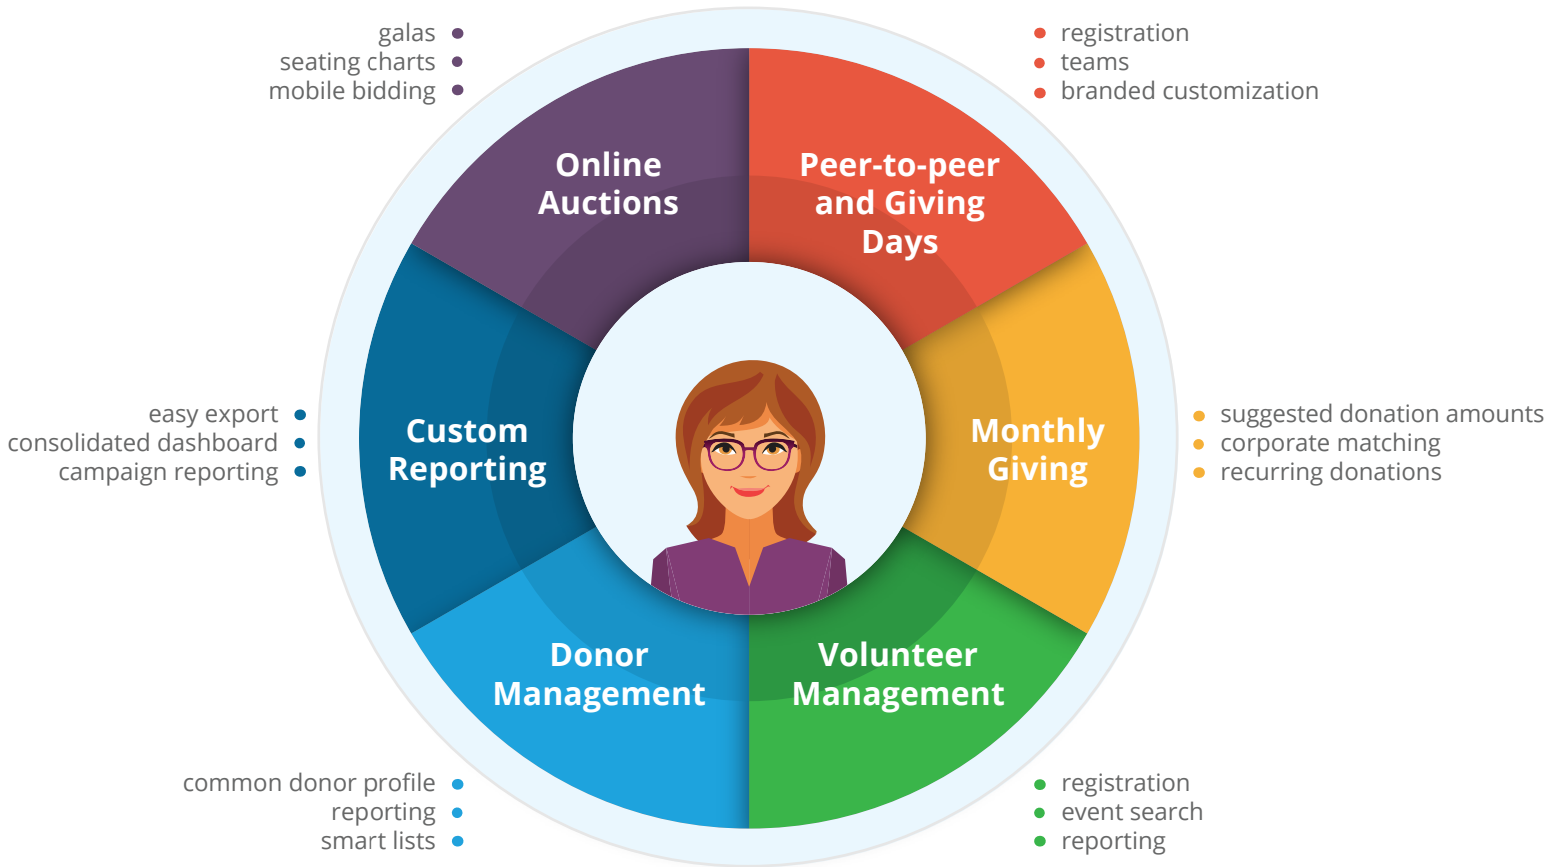 galas
seating charts
mobile bidding
registration
teams
branded customization
Online
Auctions
Peer-to-peer
and Giving
Days
easy export
consolidated dashboard
campaign reporting
Custom
Reporting
Monthly
Giving
suggested donation amounts
corporate matching
recurring donations
Donor
Management
Volunteer
Management
common donor profile
reporting
smart lists
registration
event search
reporting